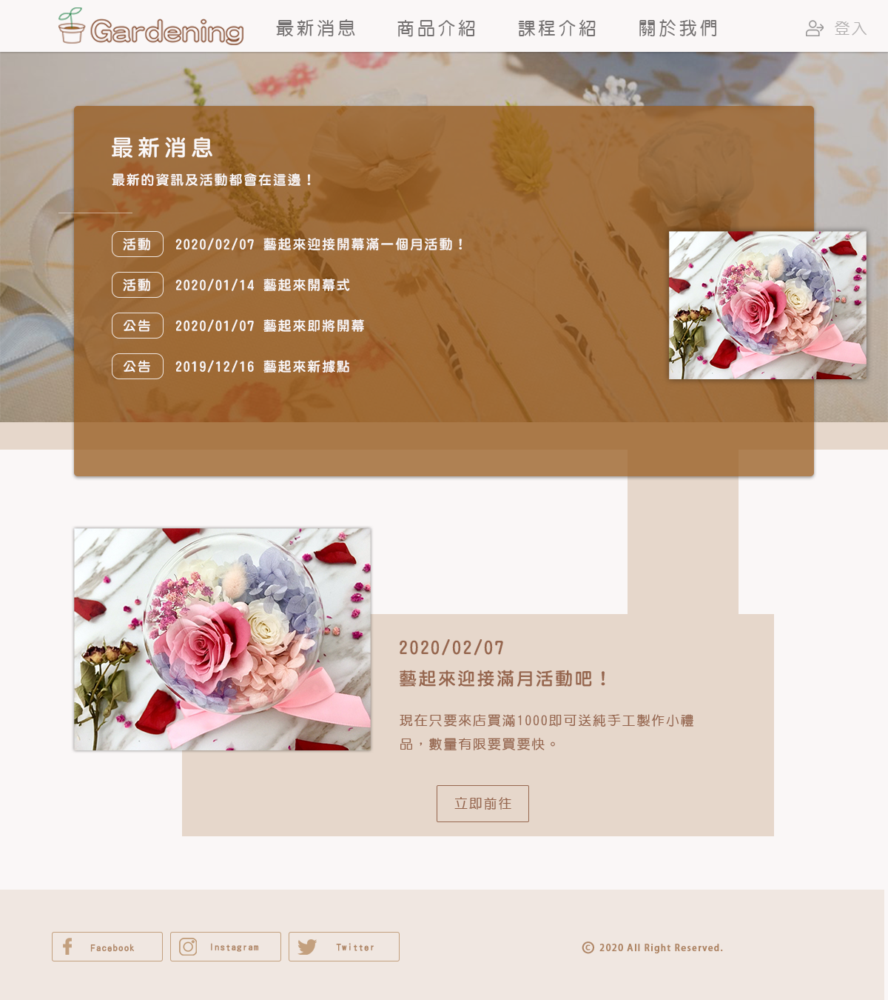 Gardening
最新消息
商品介紹
課程介紹
關於我們
登入
最新消息
最新的資訊及活動都會在這邊！
活動 2020/02/07 藝起來迎接開幕滿一個月活動！
活動 2020/01/14 藝起來開幕式
公告 2020/01/07 藝起來即將開幕
公告 2019/12/16 藝起來新據點
2020/02/07
藝起來迎接滿月活動吧！
現在只要來店買滿1000即可送純手工製作小禮
品，數量有限要買要快。
立即前往
Facebook
Instagram
Twitter
© 2020 All Right Reserved.